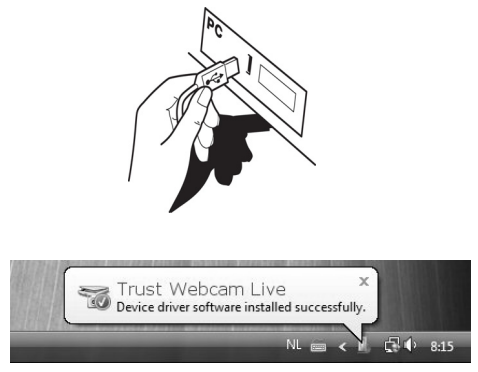 PC
Trust Webcam Live
Device driver software installed successfully.
NL
8:15